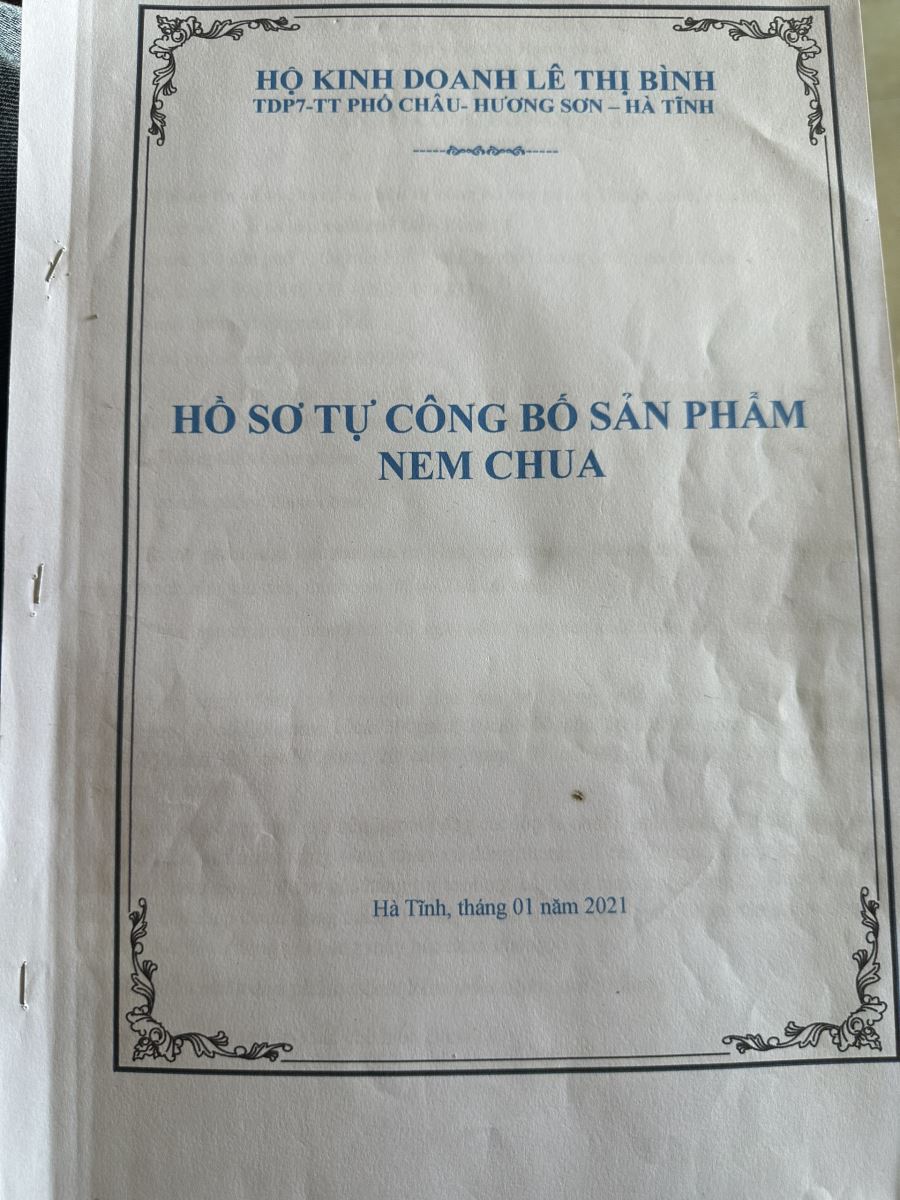 HỘ KINH DOANH LÊ THỊ BÌNH
TDP7-TT PHỐ CHÂU- HƯƠNG SƠN – HÀ TĨNH
HỒ SƠ TỰ CÔNG BỐ SẢN PHẨM
NEM CHUA
Hà Tĩnh, tháng 01 năm 2021